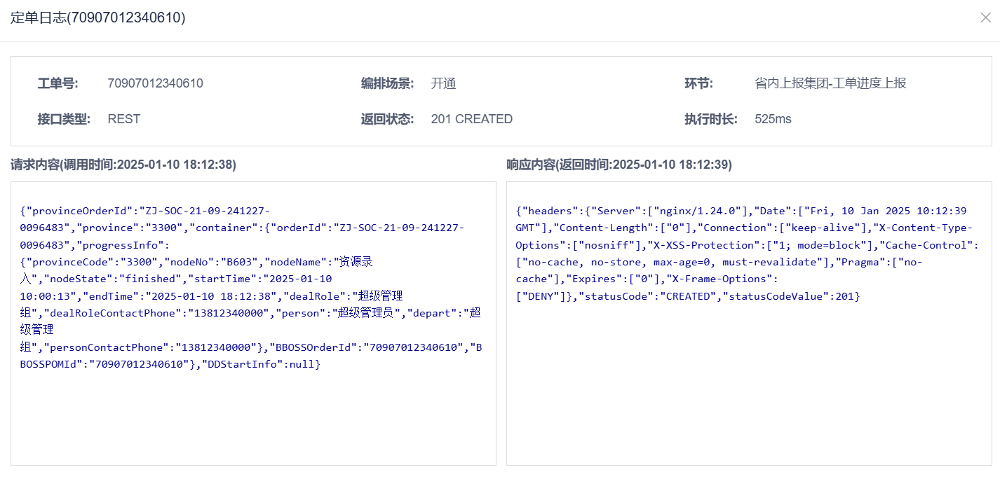 定单日志(70907012340610)
工单号: 70907012340610 编排场景: 开通 环节: 省内上报集团-工单进度上报
接口类型: REST 返回状态: 201 CREATED 执行时长: 525ms
请求内容(调用时间:2025-01-10 18:12:38)
{"provinceOrderId":"ZJ-SOC-21-09-241227-
0096483","province":"3300","container":{"orderId":"ZJ-SOC-21-09-241227-
0096483","progressInfo":
{"provinceCode":"3300","nodeNo":"B603","nodeName":"资源录
入","nodeState":"finished","startTime":"2025-01-10
10:00:13","endTime":"2025-01-10 18:12:38","dealRole":"超级管理
组","dealRoleContactPhone":"13812340000","person":"超级管理员","depart":"超
级管理
组","personContactPhone":"13812340000"},"BBOSSOrderId":"70907012340610","B
BOSSPOMId":"70907012340610"},"DDStartInfo":null}
响应内容(返回时间:2025-01-10 18:12:39)
{"headers":{"Server":["nginx/1.24.0"],"Date":["Fri, 10 Jan 2025 10:12:39
GMT"],"Content-Length":["0"],"Connection":["keep-alive"],"X-Content-Type-
Options":["nosniff"],"X-XSS-Protection":["1; mode=block"],"Cache-Control":
["no-cache, no-store, max-age=0, must-revalidate"],"Pragma":["no-
cache"],"Expires":["0"],"X-Frame-Options":
["DENY"]},"statusCode":"CREATED","statusCodeValue":201}